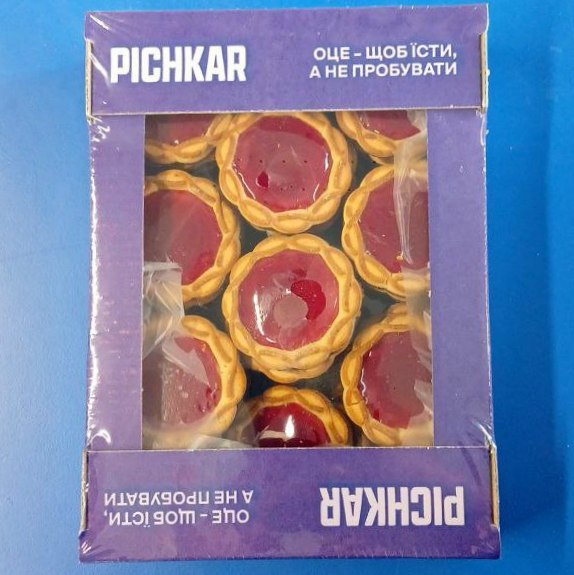 PICHKAR
ОЦЕ – ЩОБ ЇСТИ,
А НЕ ПРОБУВАТИ
PICHKAR
ОЦЕ – ЩОБ ЇСТИ,
А НЕ ПРОБУВАТИ